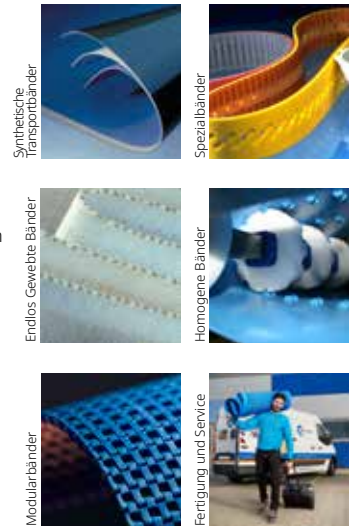 Synthetische
Transportbänder
Spezialbänder
Endlos Gewebte Bänder
Homogene Bänder
Modularbänder
Fertigung und Service